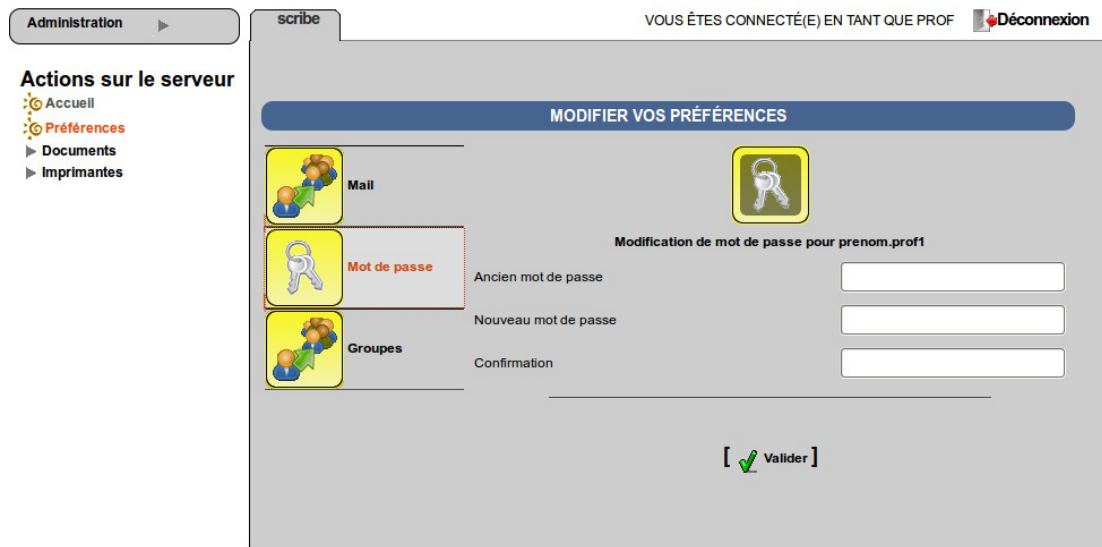 Administration
scribe
VOUS ÊTES CONNECTÉ(E) EN TANT QUE PROF
Déconnexion
Actions sur le serveur
Accueil
Préférences
Documents
Imprimantes
MODIFIER VOS PRÉFÉRENCES
Mail
Mot de passe
Groupes
Modification de mot de passe pour prenom.prof1
Ancien mot de passe
Nouveau mot de passe
Confirmation
[ Valider ]